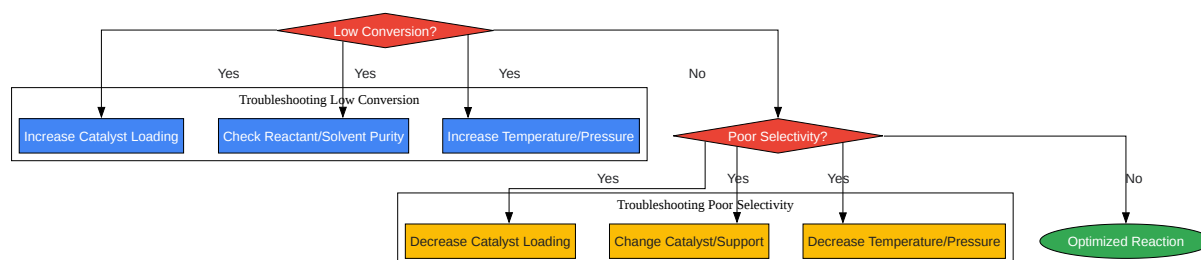 Low Conversion?
Yes
Yes
Yes
No
Troubleshooting Low Conversion
Increase Catalyst Loading
Check Reactant/Solvent Purity
Increase Temperature/Pressure
Poor Selectivity?
Yes
Yes
Yes
No
Troubleshooting Poor Selectivity
Decrease Catalyst Loading
Change Catalyst/Support
Decrease Temperature/Pressure
Optimized Reaction